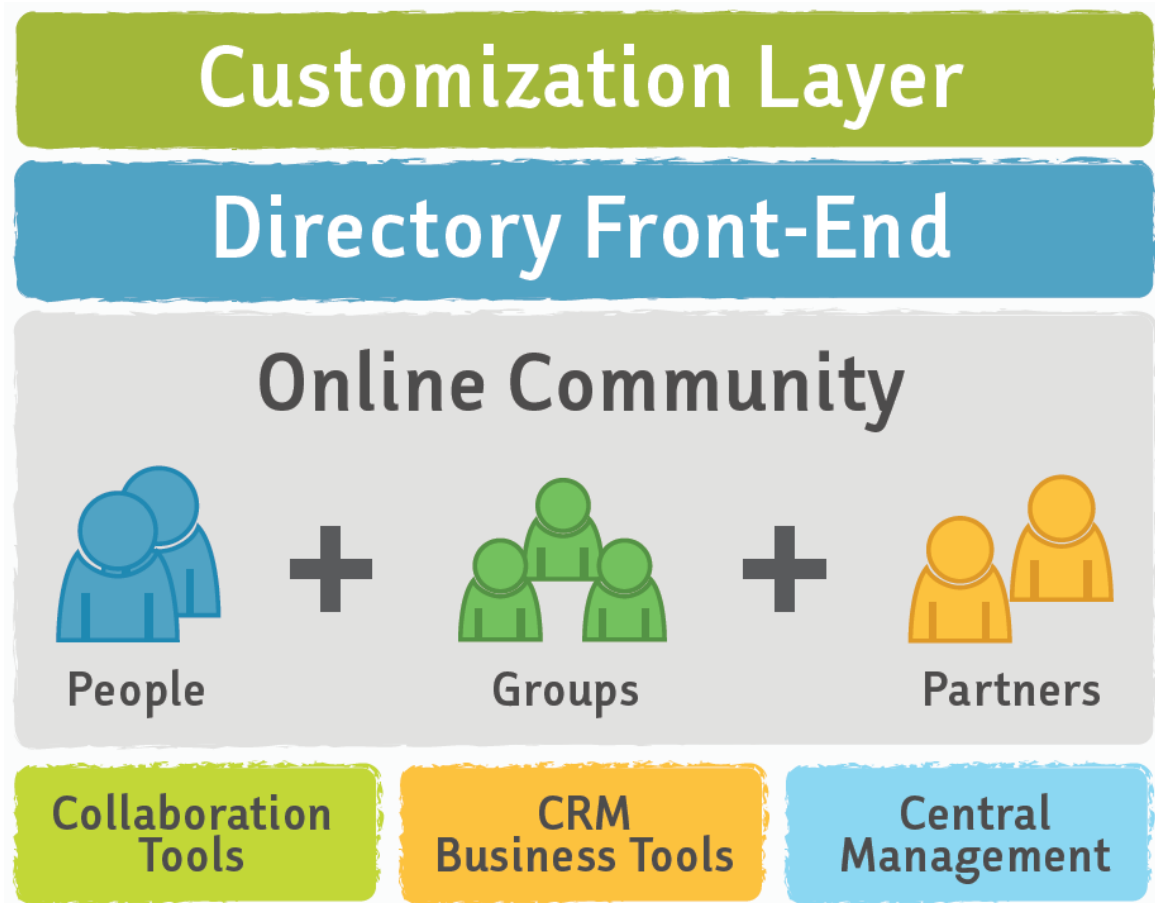 Customization Layer
Directory Front-End
Online Community
People
Groups
Partners
Collaboration
Tools
CRM
Business Tools
Central
Management